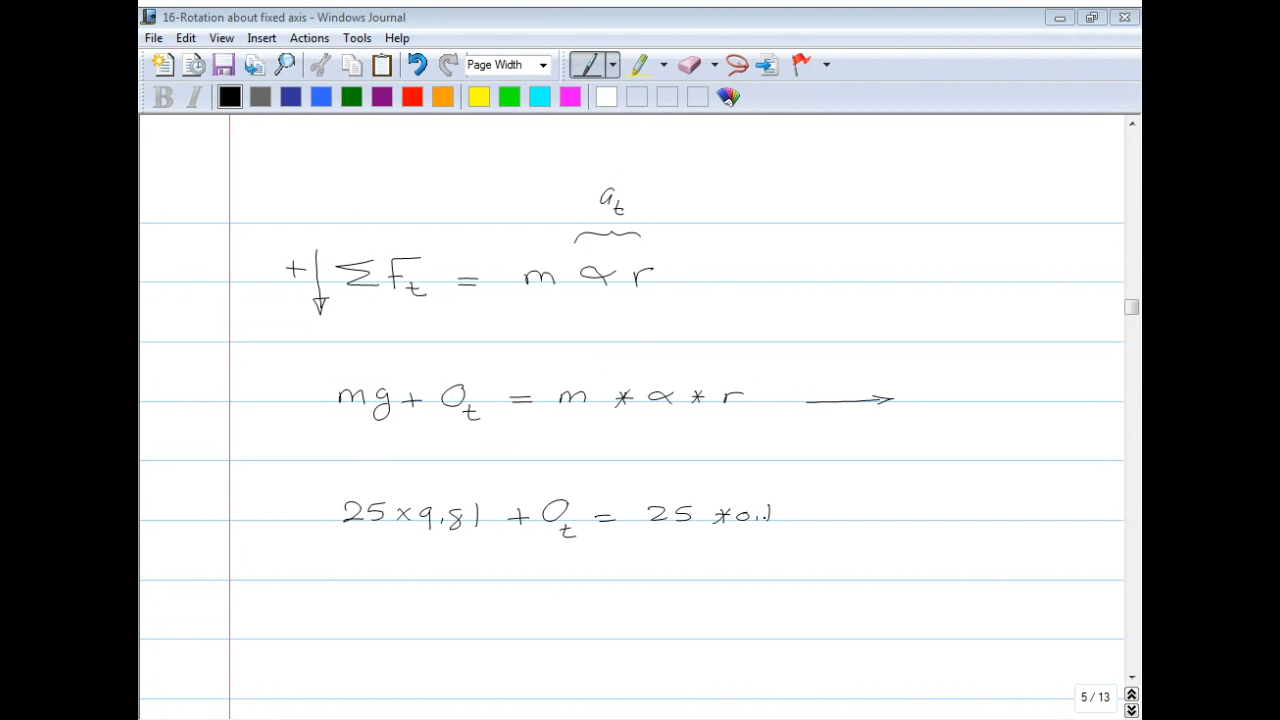 16-Rotation about fixed axis - Windows Journal
File Edit View Insert Actions Tools Help
Page Width
B I
a_t
+↓ ΣF_t = m α r
mg + O_t = m * α * r →
25 × 9.81 + O_t = 25 * 0.1
5 / 13